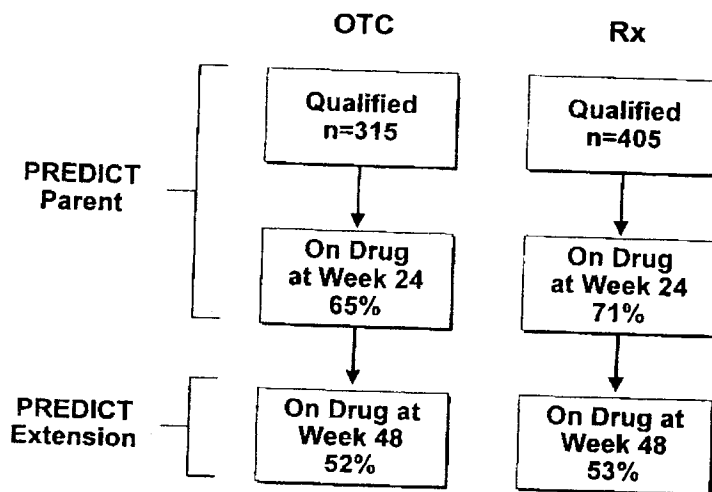 OTC
Rx
Qualified
n=315
Qualified
n=405
PREDICT
Parent
On Drug
at Week 24
65%
On Drug
at Week 24
71%
PREDICT
Extension
On Drug at
Week 48
52%
On Drug at
Week 48
53%